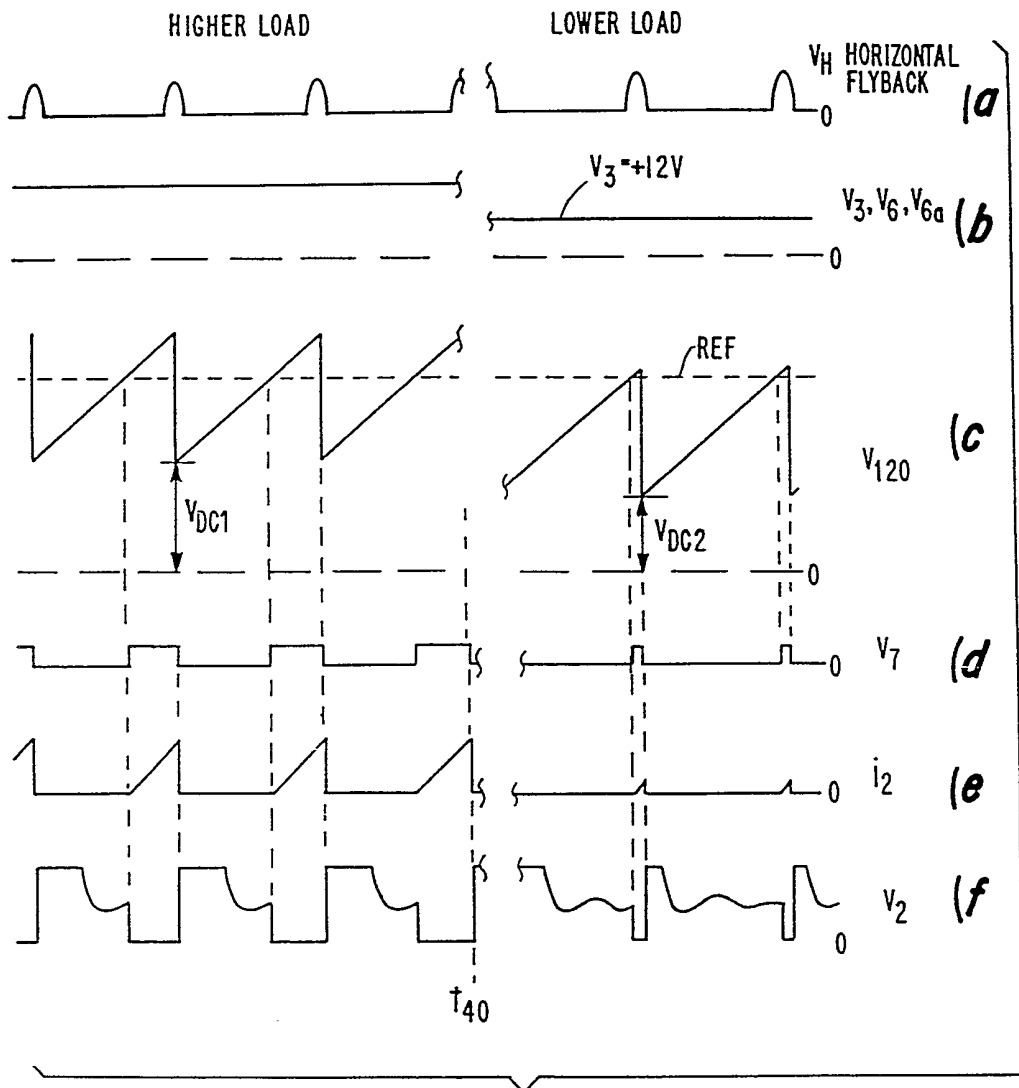 HIGHER LOAD
LOWER LOAD
V_H HORIZONTAL
FLYBACK
0
(a
V_3=+12V
V_3, V_6, V_6a
(b
0
REF
(c
V_120
V_DC1
V_DC2
0
V_7
0
(d
i_2
0
(e
V_2
0
(f
t_40